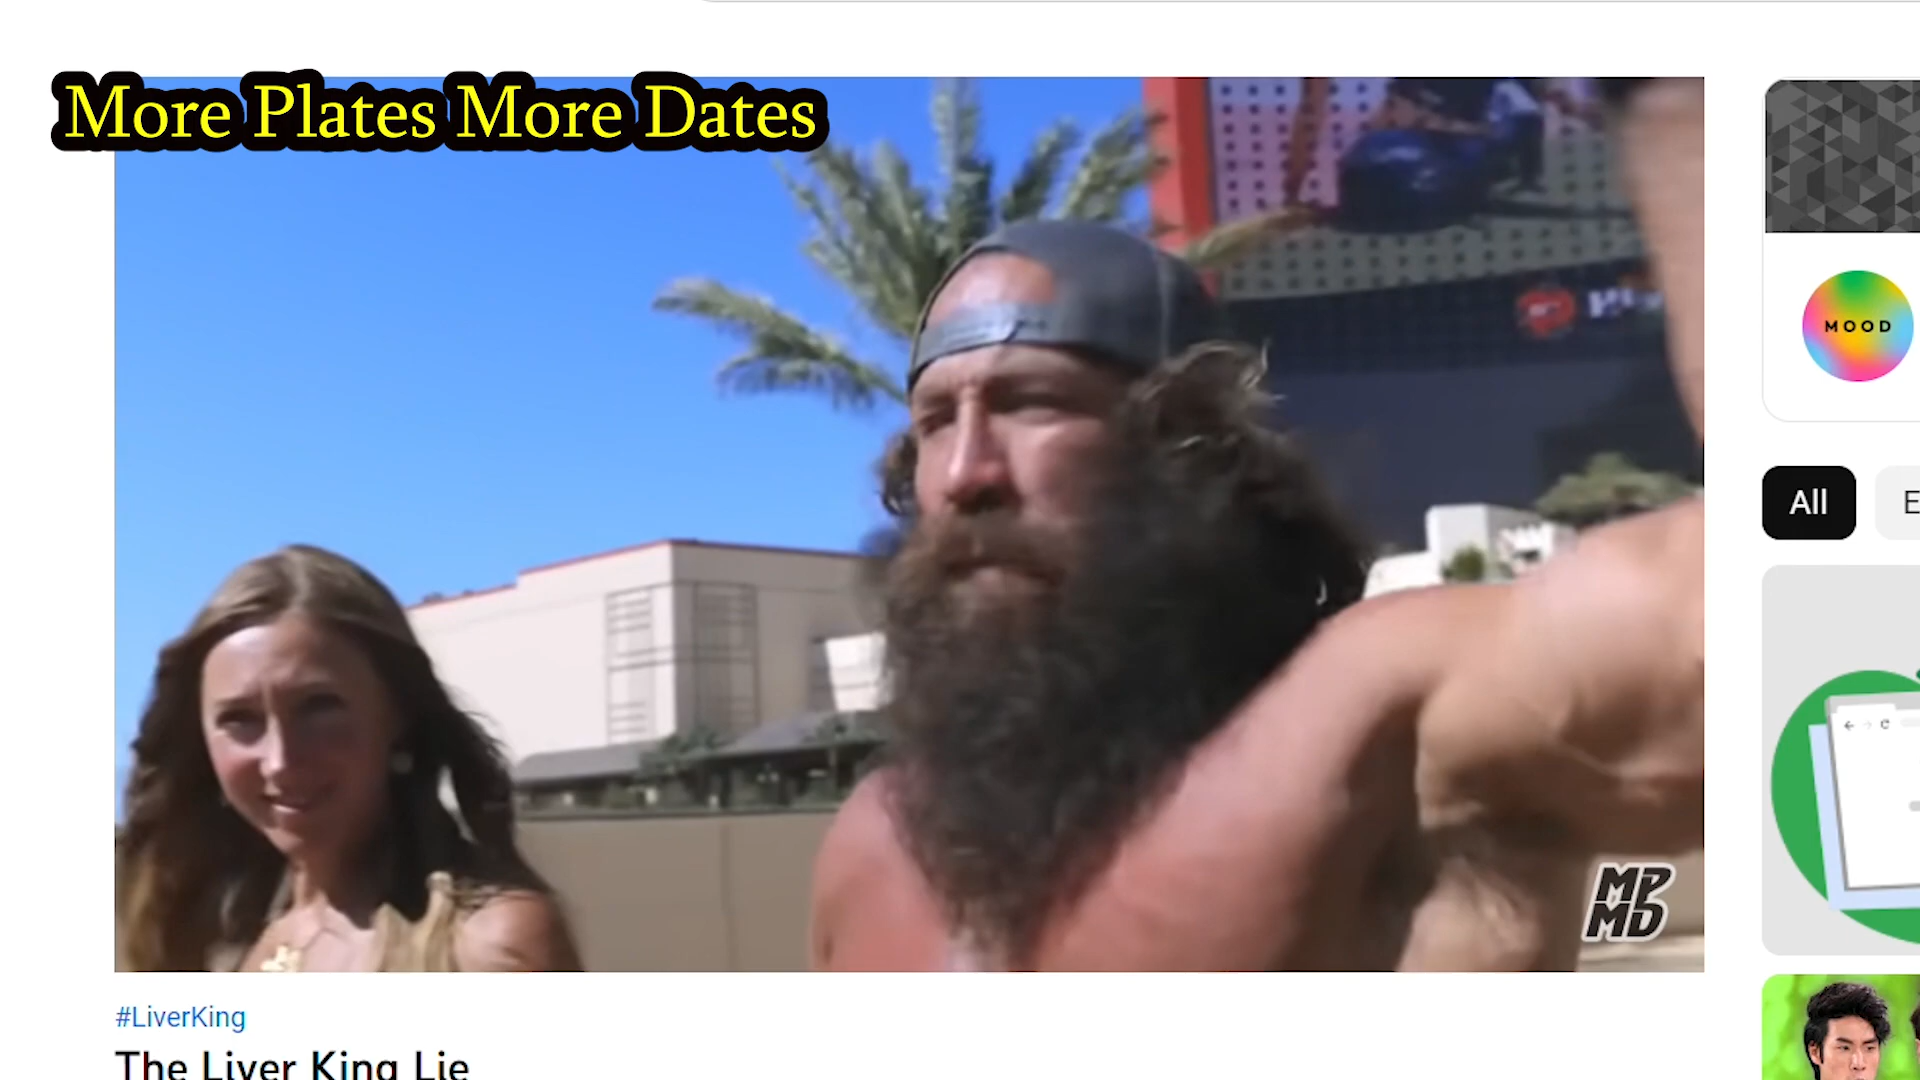 More Plates More Dates
MOOD
All
E
MP
MD
#LiverKing
The Liver King Lie